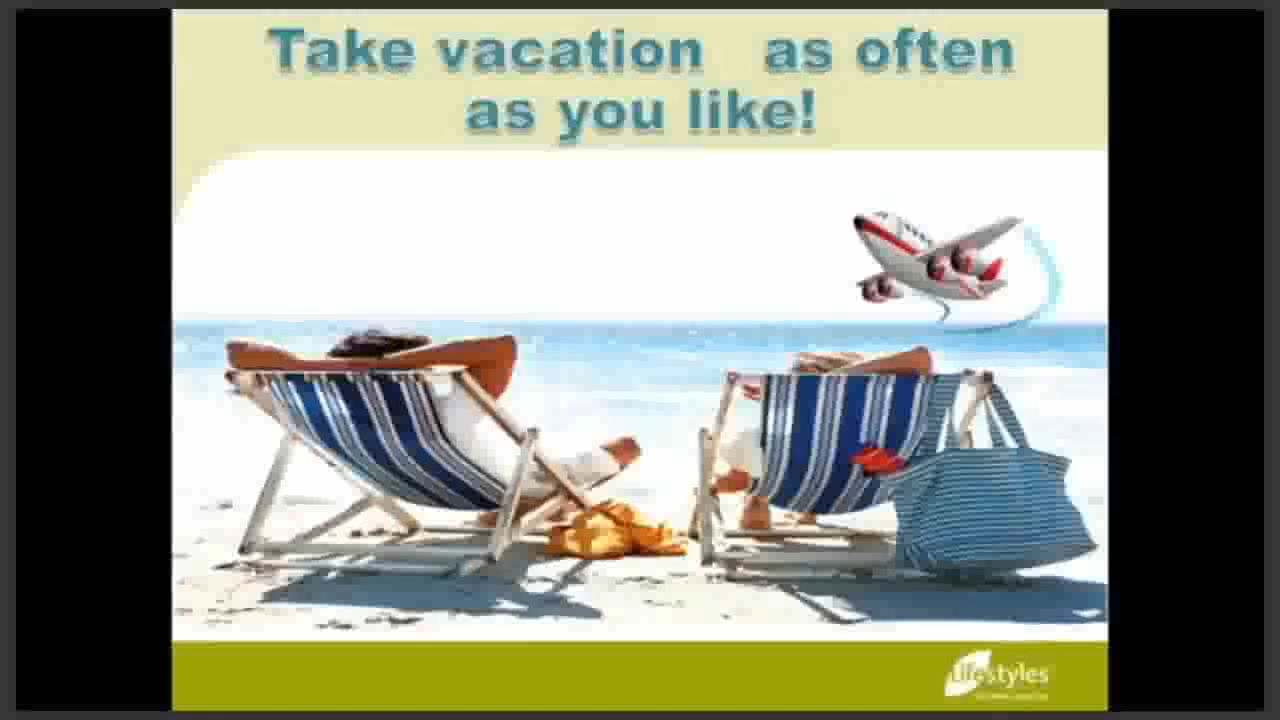 Take vacation as often
as you like!
lifestyles